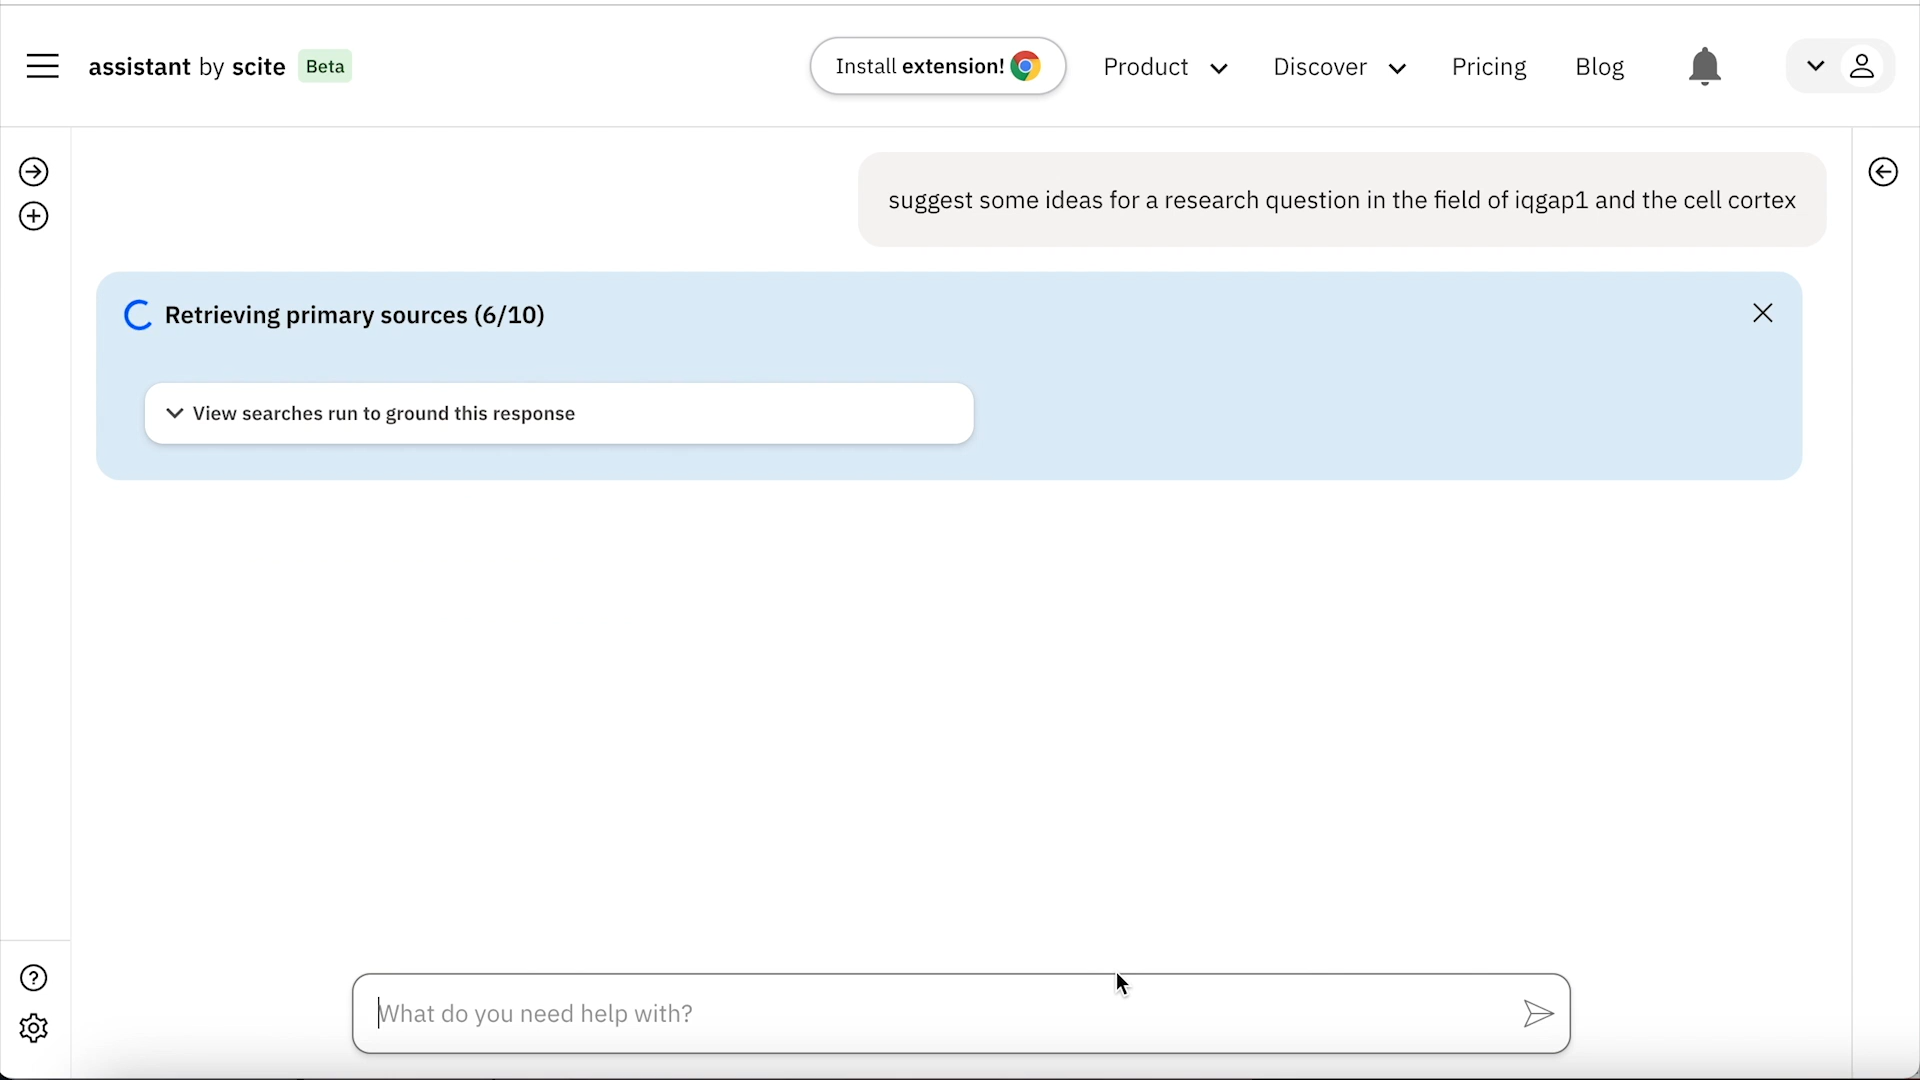 assistant by scite Beta
Install extension!
Product
Discover
Pricing
Blog
suggest some ideas for a research question in the field of iqgap1 and the cell cortex
Retrieving primary sources (6/10)
View searches run to ground this response
What do you need help with?